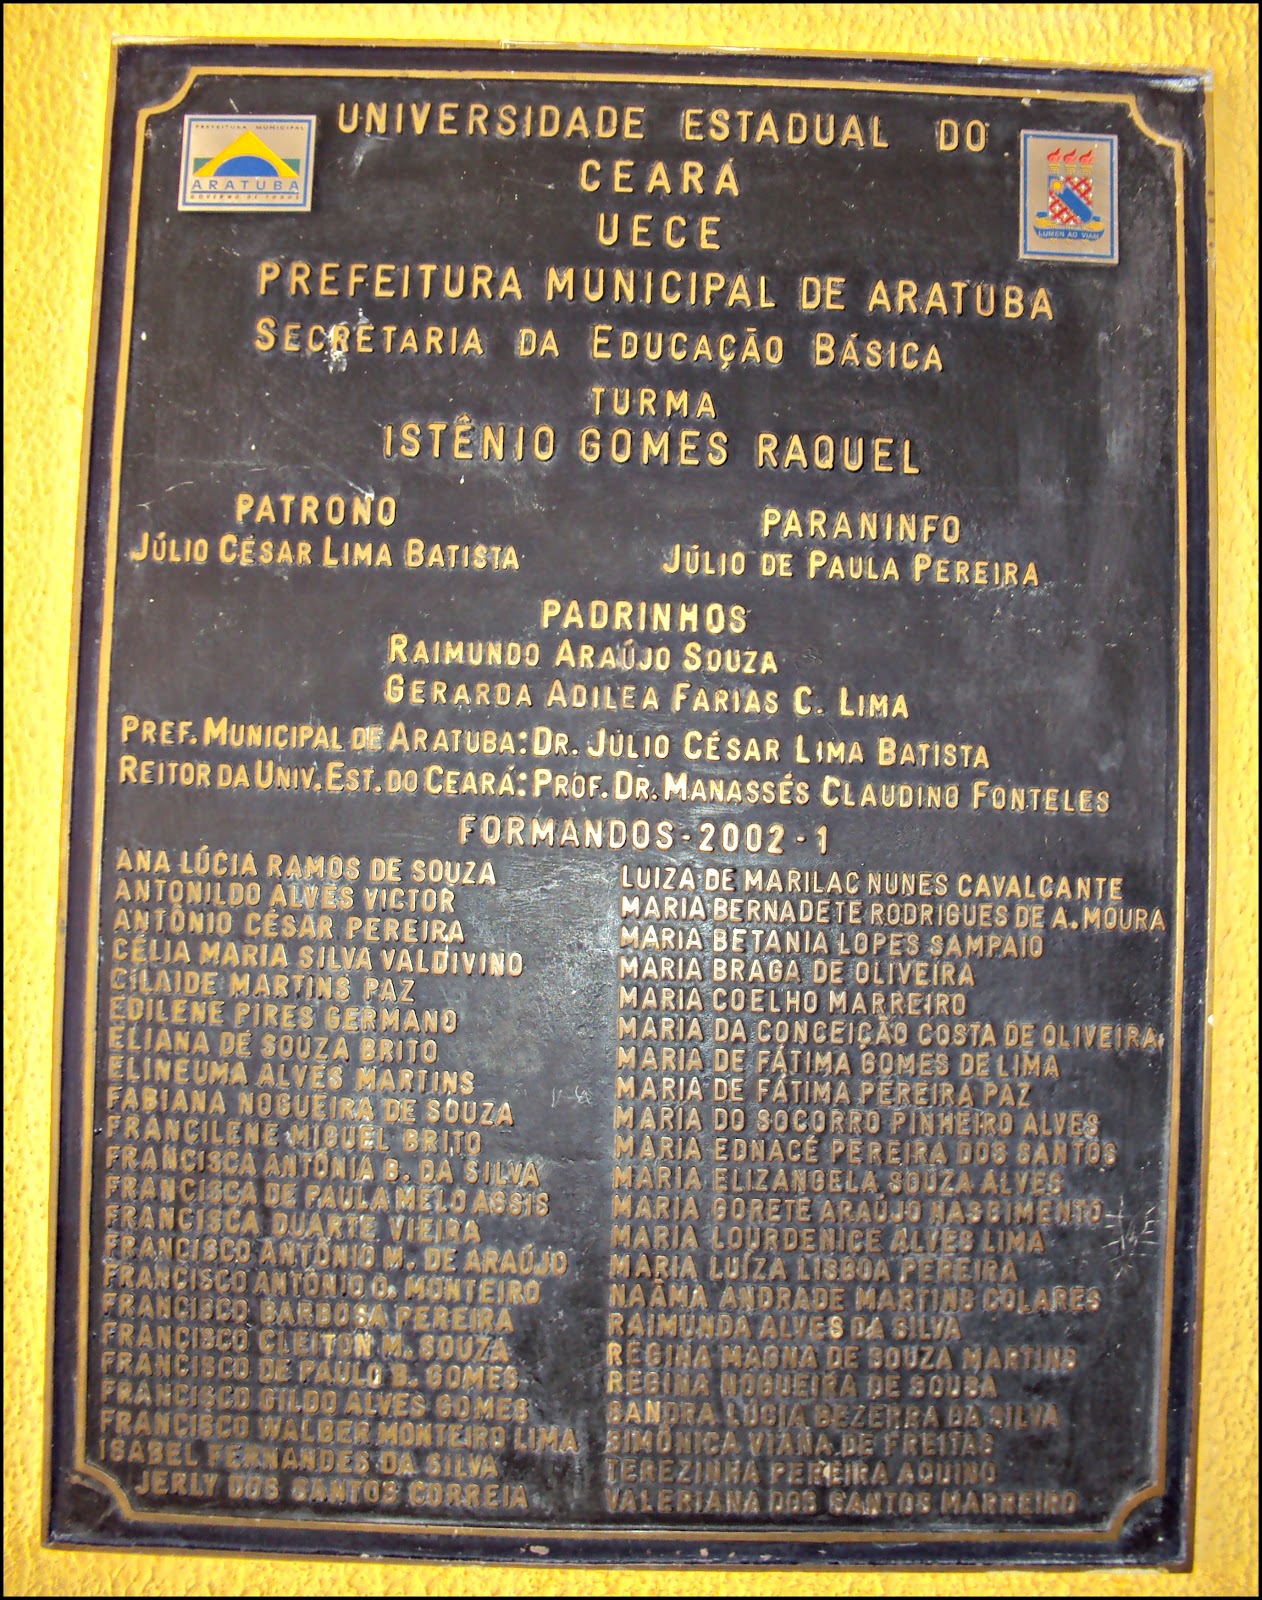 PREFEITURA MUNICIPAL
ARATUBA
GOVERNO DE TODOS
LUMEN AD VIAM
UNIVERSIDADE ESTADUAL DO
CEARÁ
UECE
PREFEITURA MUNICIPAL DE ARATUBA
SECRETARIA DA EDUCAÇÃO BÁSICA
TURMA
ISTÊNIO GOMES RAQUEL
PATRONO
JÚLIO CÉSAR LIMA BATISTA
PARANINFO
JÚLIO DE PAULA PEREIRA
PADRINHOS
RAIMUNDO ARAÚJO SOUZA
GERARDA ADILEA FARIAS C. LIMA
PREF. MUNICIPAL DE ARATUBA: DR. JÚLIO CÉSAR LIMA BATISTA
REITOR DA UNIV. EST. DO CEARÁ: PROF. DR. MANASSÉS CLAUDINO FONTELES
FORMANDOS-2002-1
ANA LÚCIA RAMOS DE SOUZA
ANTONILDO ALVES VICTOR
ANTÔNIO CÉSAR PEREIRA
CÉLIA MARIA SILVA VALDIVINO
CILAIDE MARTINS PAZ
EDILENE PIRES GERMANO
ELIANA DE SOUZA BRITO
ELINEUMA ALVES MARTINS
FABIANA NOGUEIRA DE SOUZA
FRANCILENE MIGUEL BRITO
FRANCISCA ANTÔNIA B. DA SILVA
FRANCISCA DE PAULA MELO ASSIS
FRANCISCA DUARTE VIEIRA
FRANCISCO ANTÔNIO M. DE ARAÚJO
FRANCISCO ANTÔNIO O. MONTEIRO
FRANCISCO BARBOSA PEREIRA
FRANCISCO CLEITON M. SOUZA
FRANCISCO DE PAULO B. GOMES
FRANCISCO GILDO ALVES GOMES
FRANCISCO WALBER MONTEIRO LIMA
ISABEL FERNANDES DA SILVA
JERLY DOS SANTOS CORREIA
LUIZA DE MARILAC NUNES CAVALCANTE
MARIA BERNADETE RODRIGUES DE A. MOURA
MARIA BETANIA LOPES SAMPAIO
MARIA BRAGA DE OLIVEIRA
MARIA COELHO MARREIRO
MARIA DA CONCEIÇÃO COSTA DE OLIVEIRA
MARIA DE FÁTIMA GOMES DE LIMA
MARIA DE FÁTIMA PEREIRA PAZ
MARIA DO SOCORRO PINHEIRO ALVES
MARIA EDNACÉ PEREIRA DOS SANTOS
MARIA ELIZANGELA SOUZA ALVES
MARIA GORETE ARAÚJO NASCIMENTO
MARIA LOURDENICE ALVES LIMA
MARIA LUÍZA LISBOA PEREIRA
NAÃMA ANDRADE MARTINS COLARES
RAIMUNDA ALVES DA SILVA
REGINA MAGNA DE SOUZA MARTINS
REGINA NOGUEIRA DE SOUSA
SANDRA LÚCIA BEZERRA DA SILVA
SIMÔNICA VIANA DE FREITAS
TEREZINHA PEREIRA AQUINO
VALERIANA DOS SANTOS MARREIRO